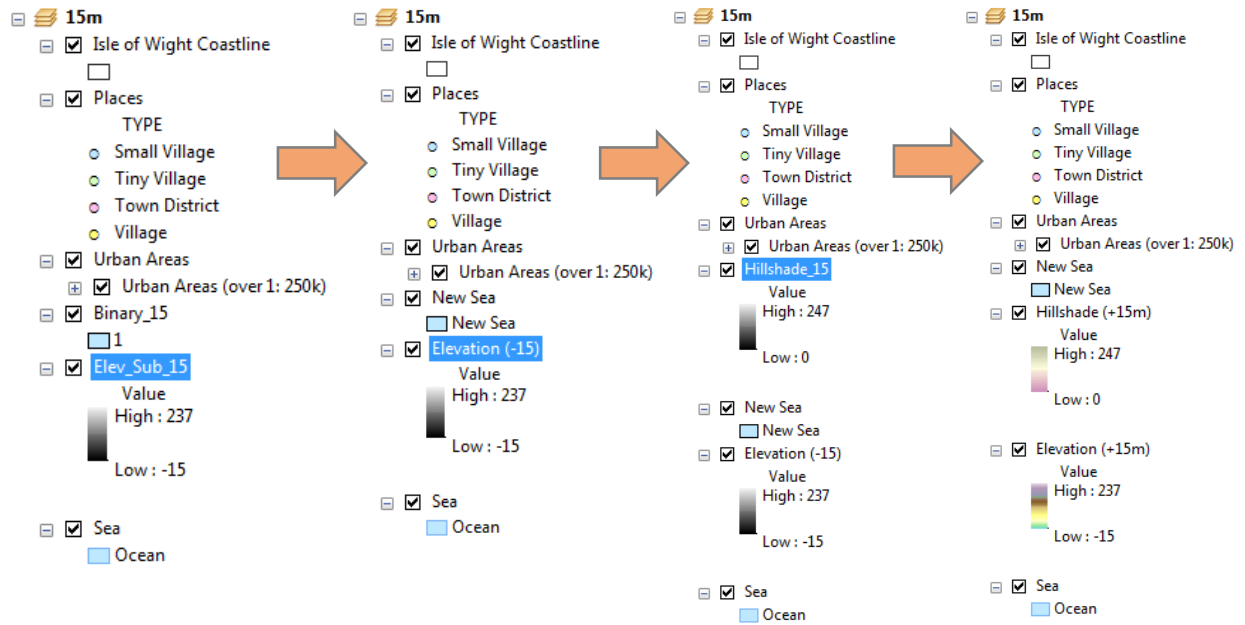 15m
Isle of Wight Coastline
Places
TYPE
Small Village
Tiny Village
Town District
Village
Urban Areas
Urban Areas (over 1: 250k)
Binary_15
1
Elev_Sub_15
Value
High : 237
Low : -15
Sea
Ocean
15m
Isle of Wight Coastline
Places
TYPE
Small Village
Tiny Village
Town District
Village
Urban Areas
Urban Areas (over 1: 250k)
New Sea
New Sea
Elevation (-15)
Value
High : 237
Low : -15
Sea
Ocean
15m
Isle of Wight Coastline
Places
TYPE
Small Village
Tiny Village
Town District
Village
Urban Areas
Urban Areas (over 1: 250k)
Hillshade_15
Value
High : 247
Low : 0
New Sea
New Sea
Elevation (-15)
Value
High : 237
Low : -15
Sea
Ocean
15m
Isle of Wight Coastline
Places
TYPE
Small Village
Tiny Village
Town District
Village
Urban Areas
Urban Areas (over 1: 250k)
New Sea
New Sea
Hillshade (+15m)
Value
High : 247
Low : 0
Elevation (+15m)
Value
High : 237
Low : -15
Sea
Ocean